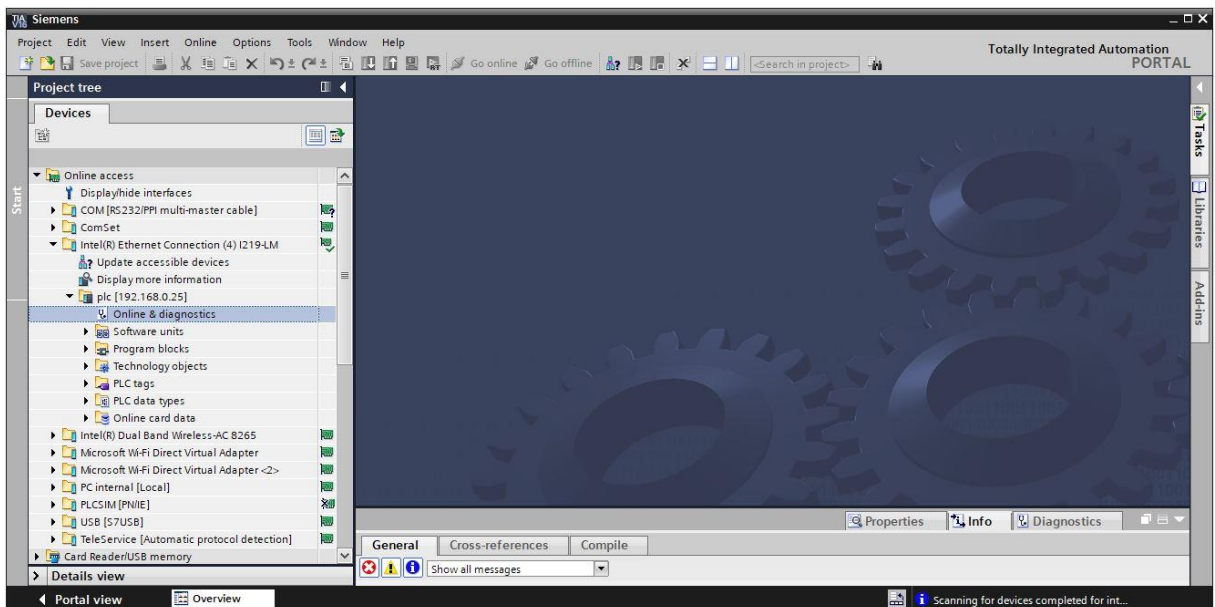 TIA V16 Siemens
Project Edit View Insert Online Options Tools Window Help
Totally Integrated Automation
PORTAL
Save project Go online Go offline <Search in project>
Project tree
Devices
Start
Online access
Display/hide interfaces
COM [RS232/PPI multi-master cable]
ComSet
Intel(R) Ethernet Connection (4) I219-LM
Update accessible devices
Display more information
plc [192.168.0.25]
Online & diagnostics
Software units
Program blocks
Technology objects
PLC tags
PLC data types
Online card data
Intel(R) Dual Band Wireless-AC 8265
Microsoft Wi-Fi Direct Virtual Adapter
Microsoft Wi-Fi Direct Virtual Adapter <2>
PC internal [Local]
PLCSIM [PN/IE]
USB [S7USB]
TeleService [Automatic protocol detection]
Card Reader/USB memory
Details view
Tasks
Libraries
Add-ins
Properties Info Diagnostics
General Cross-references Compile
Show all messages
Portal view Overview
Scanning for devices completed for int...